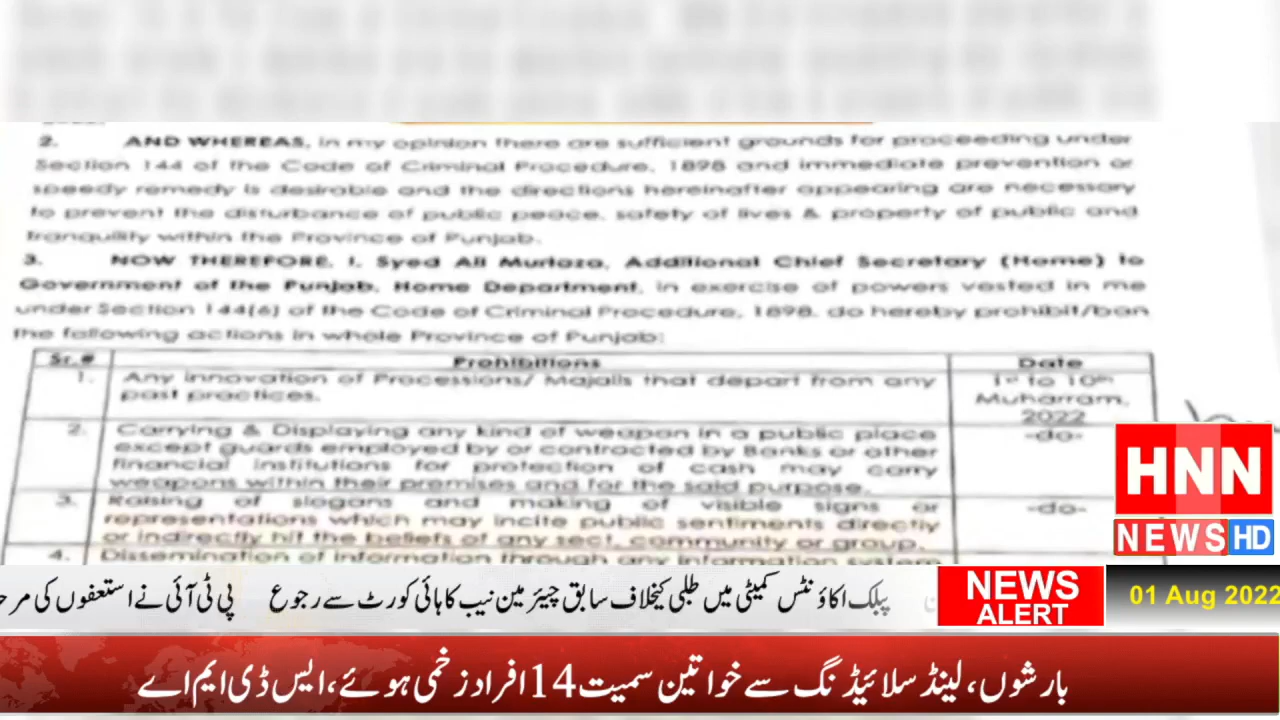 2. AND WHEREAS, in my opinion there are sufficient grounds for proceeding under
Section 144 of the Code of Criminal Procedure, 1898 and immediate prevention or
speedy remedy is desirable and the directions hereinafter appearing are necessary
to prevent the disturbance of public peace, safety of lives & property of public and
tranquility within the Province of Punjab.
3. NOW THEREFORE, I, Syed Ali Murtaza, Additional Chief Secretary (Home) to
Government of the Punjab, Home Department, in exercise of powers vested in me
under Section 144(6) of the Code of Criminal Procedure, 1898, do hereby prohibit/ban
the following actions in whole Province of Punjab:
Sr.# Prohibitions Date
1. Any innovation of Processions/ Majalis that depart from any 1st to 10th
past practices. Muharram,
2022
2. Carrying & Displaying any kind of weapon in a public place -do-
except guards employed by or contracted by Banks or other
financial institutions for protection of cash may carry
weapons within their premises and for the said purpose.
3. Raising of slogans and making of visible signs or -do-
representations which may incite public sentiments directly
or indirectly hit the beliefs of any sect, community or group.
4. Dissemination of information through any information system
HNN
NEWS HD
پبلک اکاؤنٹس کمیٹی میں طلبی کیخلاف سابق چیئرمین نیب کا ہائی کورٹ سے رجوع پی ٹی آئی نے استعفوں کی
NEWS
ALERT
01 Aug 2022
بارشوں، لینڈ سلائیڈنگ سے خواتین سمیت 14 افراد زخمی ہوئے، ایس ڈی ایم اے